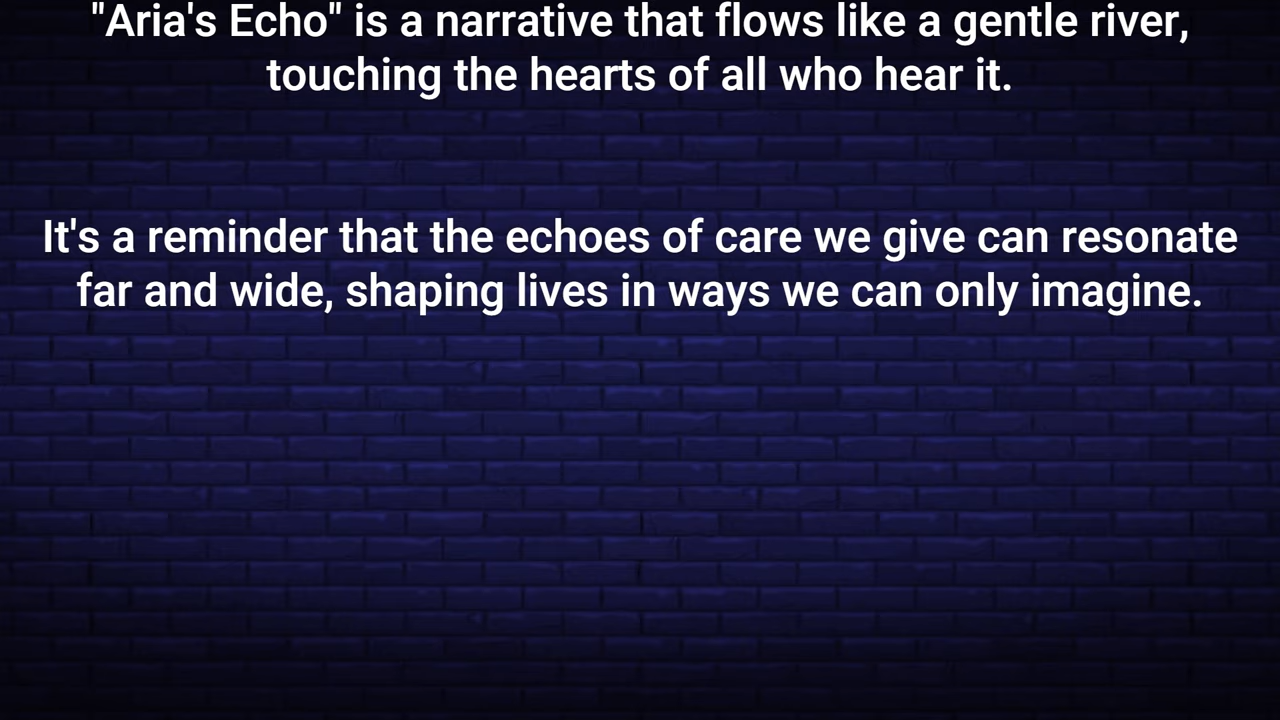 "Aria's Echo" is a narrative that flows like a gentle river,
touching the hearts of all who hear it.
It's a reminder that the echoes of care we give can resonate
far and wide, shaping lives in ways we can only imagine.